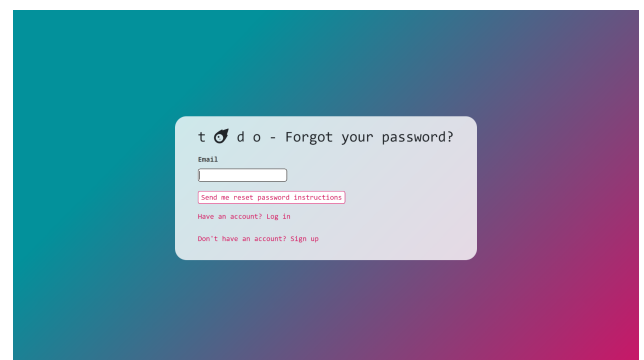 t o d o - Forgot your password?
Email
Send me reset password instructions
Have an account? Log in
Don't have an account? Sign up